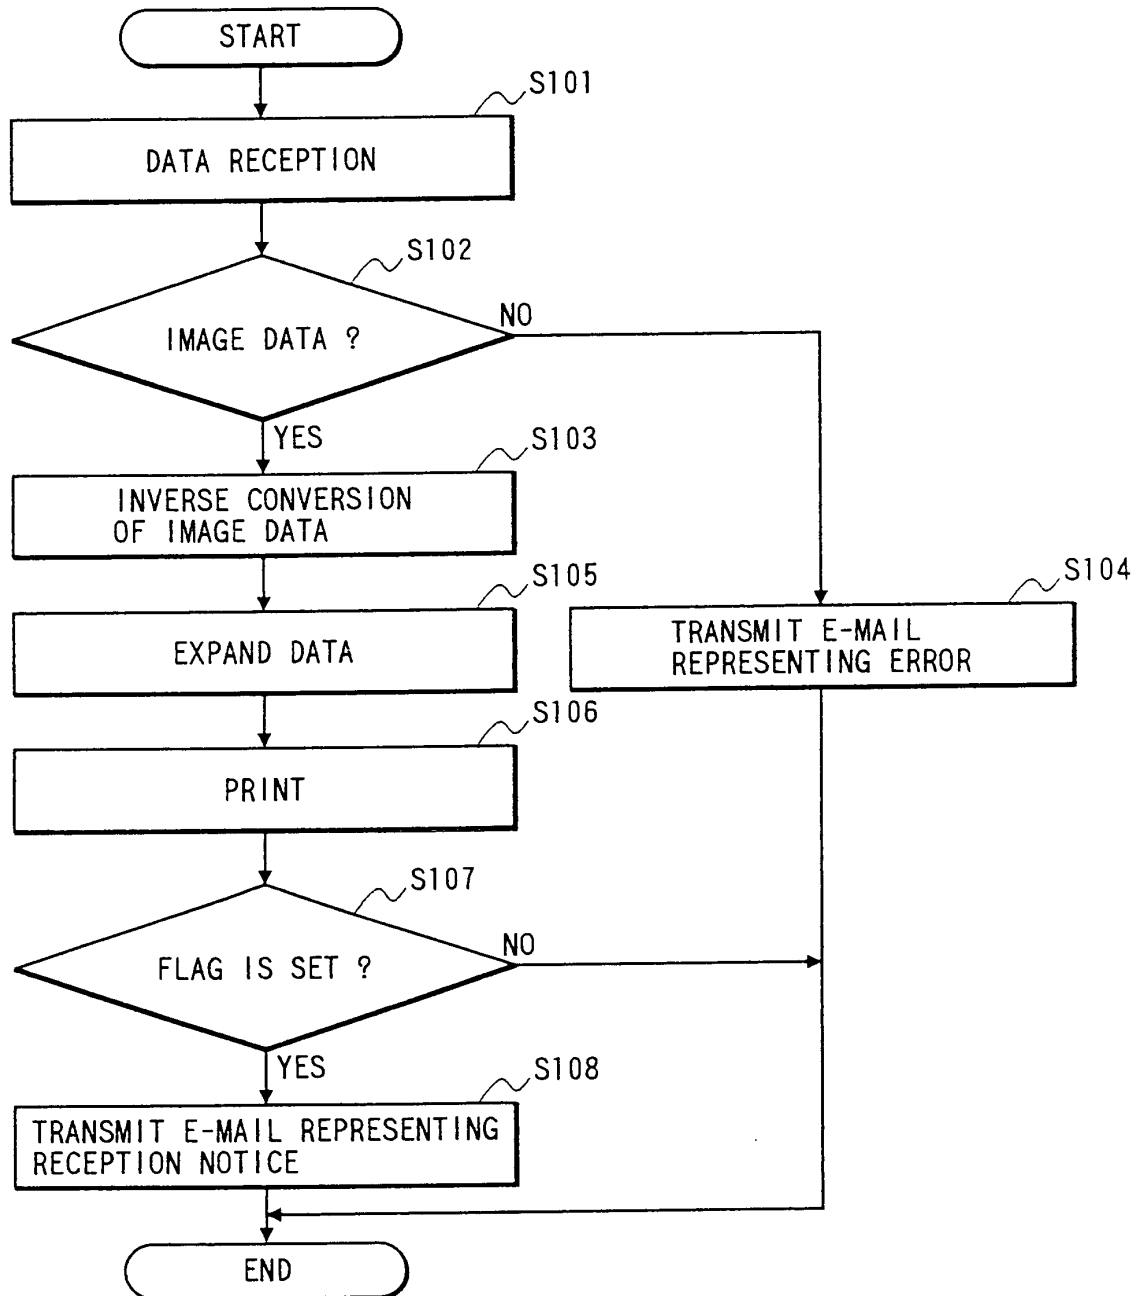 START
S101
DATA RECEPTION
S102
IMAGE DATA ?
NO
YES
S103
INVERSE CONVERSION
OF IMAGE DATA
S105
EXPAND DATA
S104
TRANSMIT E-MAIL
REPRESENTING ERROR
S106
PRINT
S107
FLAG IS SET ?
NO
YES
S108
TRANSMIT E-MAIL REPRESENTING
RECEPTION NOTICE
END